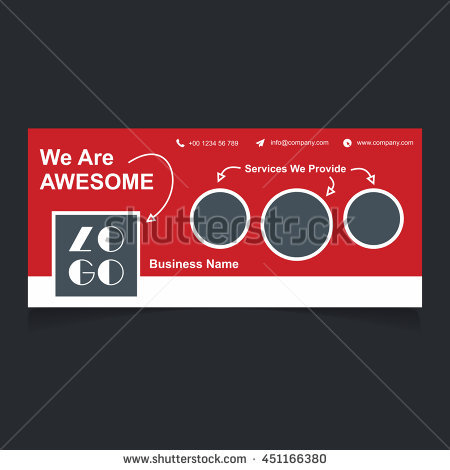 +00 1234 56 789 info@company.com www.company.com
We Are
AWESOME
Services We Provide
LO
GO
Business Name
shutterstock
www.shutterstock.com · 451166380